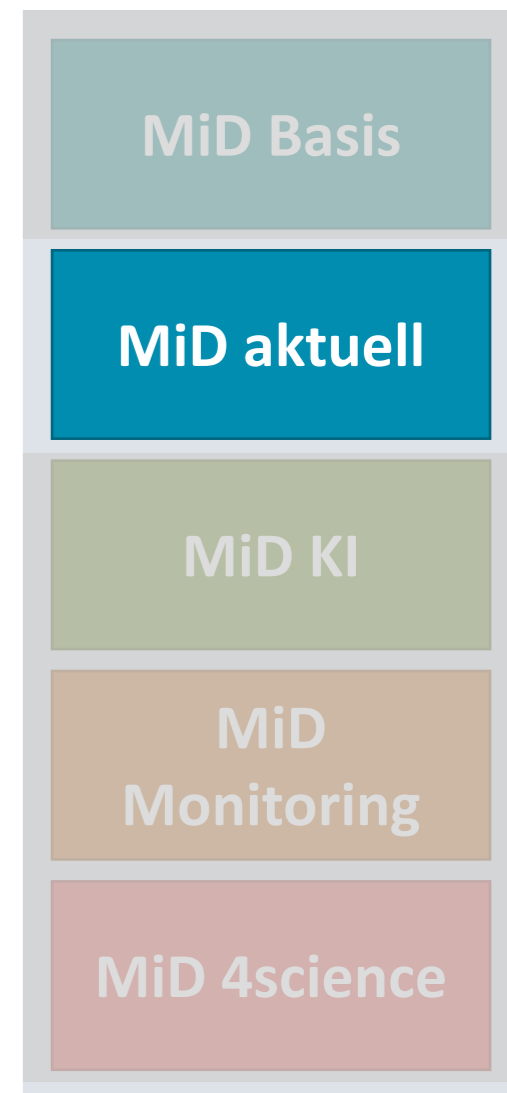 MiD Basis
MiD aktuell
MiD KI
MiD
Monitoring
MiD 4science